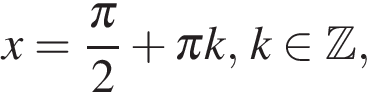 x = π/2 + πk, k ∈ ℤ,